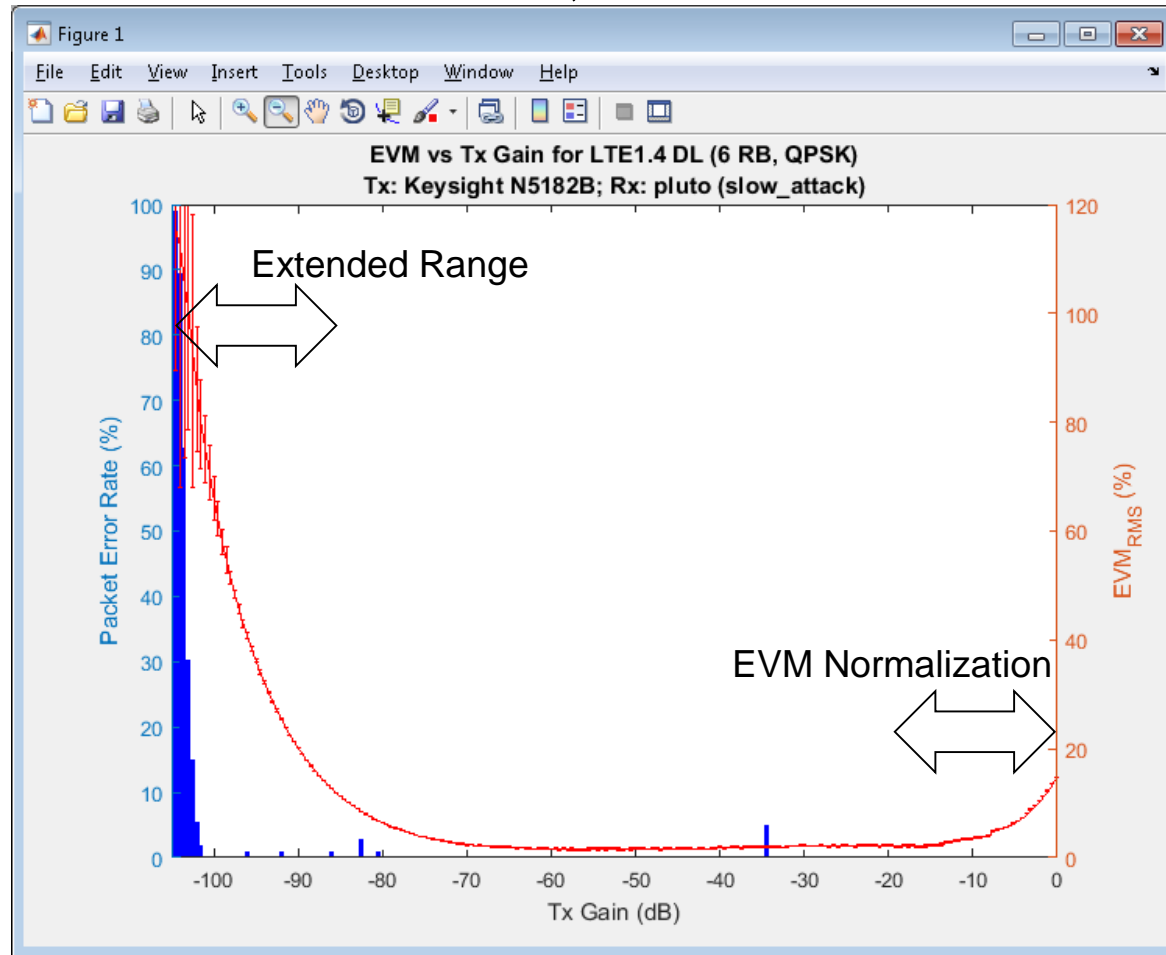 Figure 1
File Edit View Insert Tools Desktop Window Help
EVM vs Tx Gain for LTE1.4 DL (6 RB, QPSK)
Tx: Keysight N5182B; Rx: pluto (slow_attack)
100
90
80
70
60
50
40
30
20
10
0
Packet Error Rate (%)
Extended Range
EVM Normalization
120
100
80
60
40
20
0
EVM_RMS (%)
-100 -90 -80 -70 -60 -50 -40 -30 -20 -10 0
Tx Gain (dB)